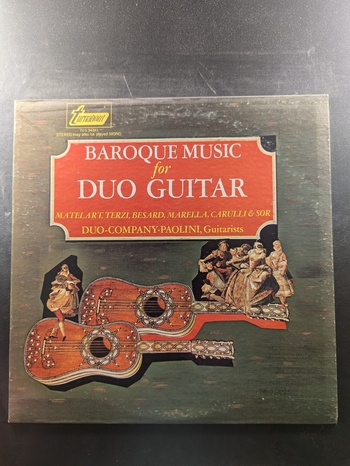 turnabout
BAROQUE MUSIC
for
DUO GUITAR
MATELART, TERZI, BESARD, MARELLA, CARULLI & SOR
DUO-COMPANY-PAOLINI, Guitarists